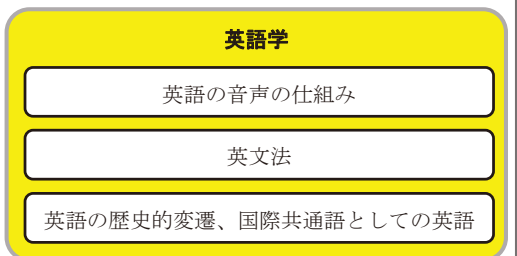 英語学
英語の音声の仕組み
英文法
英語の歴史的変遷、国際共通語としての英語